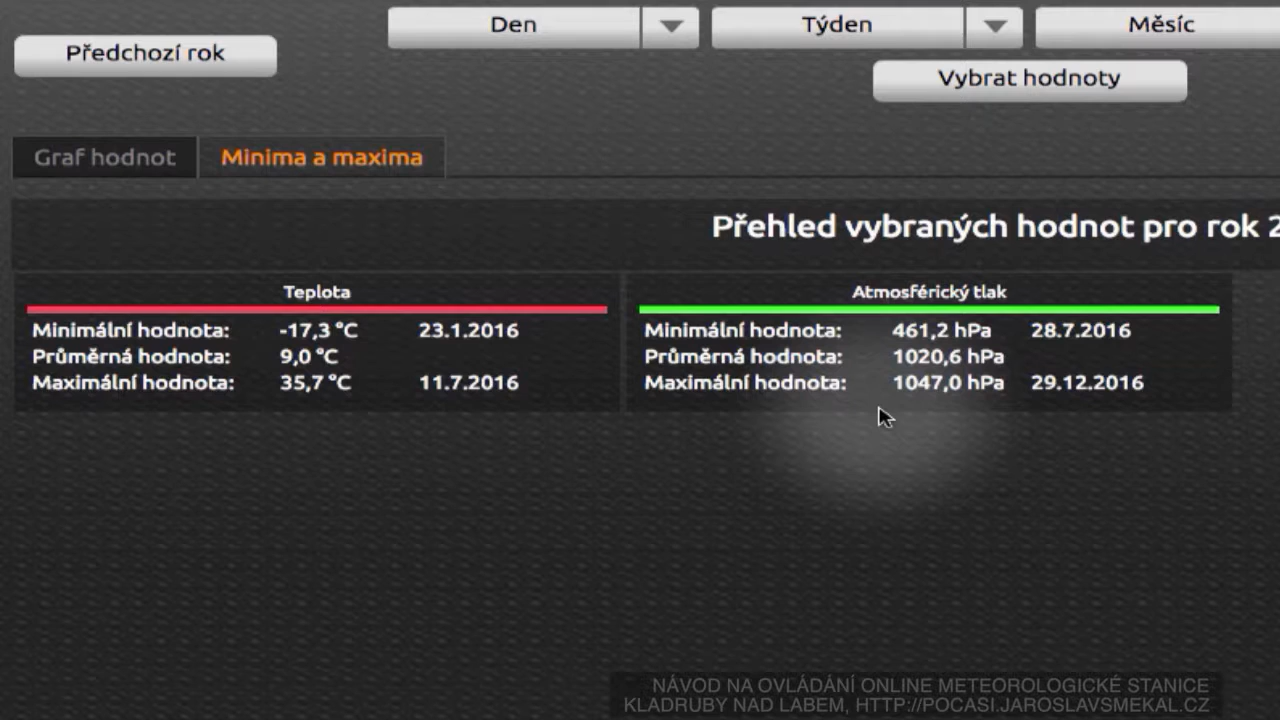 Den
Týden
Měsíc
Předchozí rok
Vybrat hodnoty
Graf hodnot
Minima a maxima
Přehled vybraných hodnot pro rok 2
Teplota
Minimální hodnota: -17,3 °C 23.1.2016
Průměrná hodnota: 9,0 °C
Maximální hodnota: 35,7 °C 11.7.2016
Atmosférický tlak
Minimální hodnota: 461,2 hPa 28.7.2016
Průměrná hodnota: 1020,6 hPa
Maximální hodnota: 1047,0 hPa 29.12.2016
NÁVOD NA OVLÁDÁNÍ ONLINE METEOROLOGICKÉ STANICE
KLADRUBY NAD LABEM, HTTP://POCASI.JAROSLAVSMEKAL.CZ